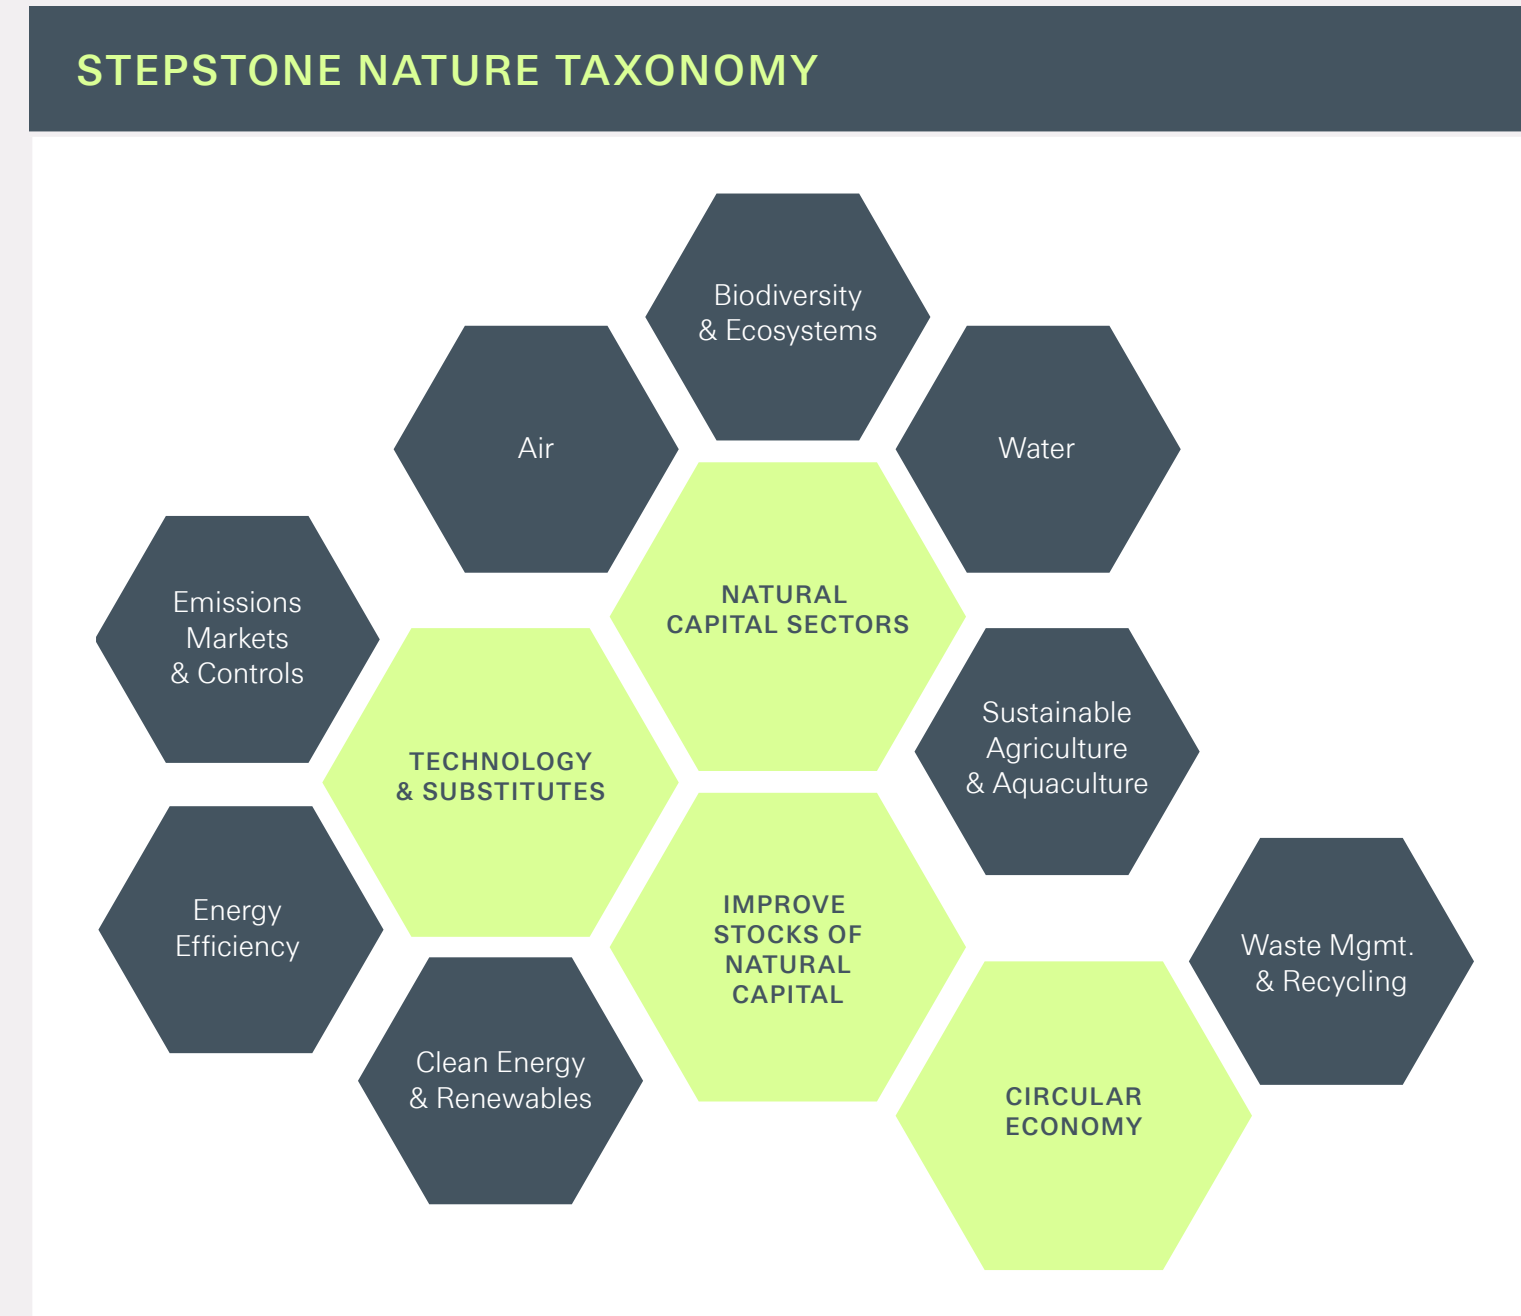 STEPSTONE NATURE TAXONOMY
Biodiversity
& Ecosystems
Air
Water
NATURAL
CAPITAL SECTORS
Emissions
Markets
& Controls
TECHNOLOGY
& SUBSTITUTES
Sustainable
Agriculture
& Aquaculture
Energy
Efficiency
IMPROVE
STOCKS OF
NATURAL
CAPITAL
Waste Mgmt.
& Recycling
Clean Energy
& Renewables
CIRCULAR
ECONOMY